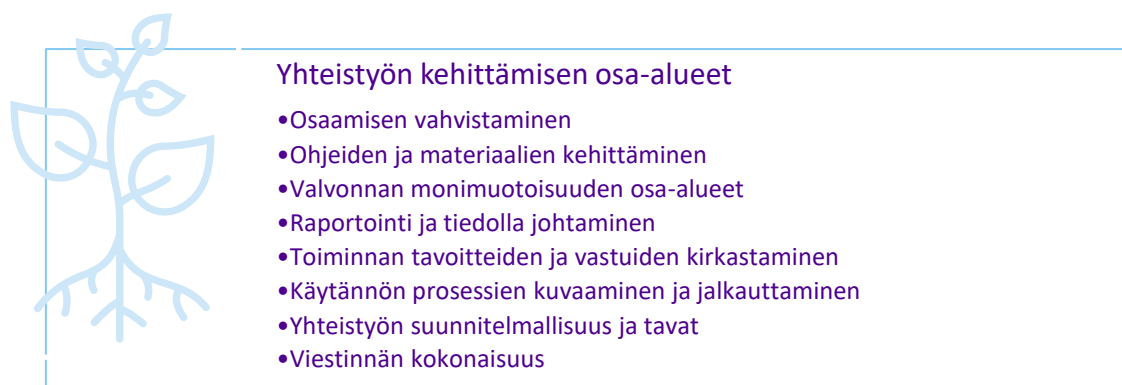 Yhteistyön kehittämisen osa-alueet
•Osaamisen vahvistaminen
•Ohjeiden ja materiaalien kehittäminen
•Valvonnan monimuotoisuuden osa-alueet
•Raportointi ja tiedolla johtaminen
•Toiminnan tavoitteiden ja vastuiden kirkastaminen
•Käytännön prosessien kuvaaminen ja jalkauttaminen
•Yhteistyön suunnitelmallisuus ja tavat
•Viestinnän kokonaisuus